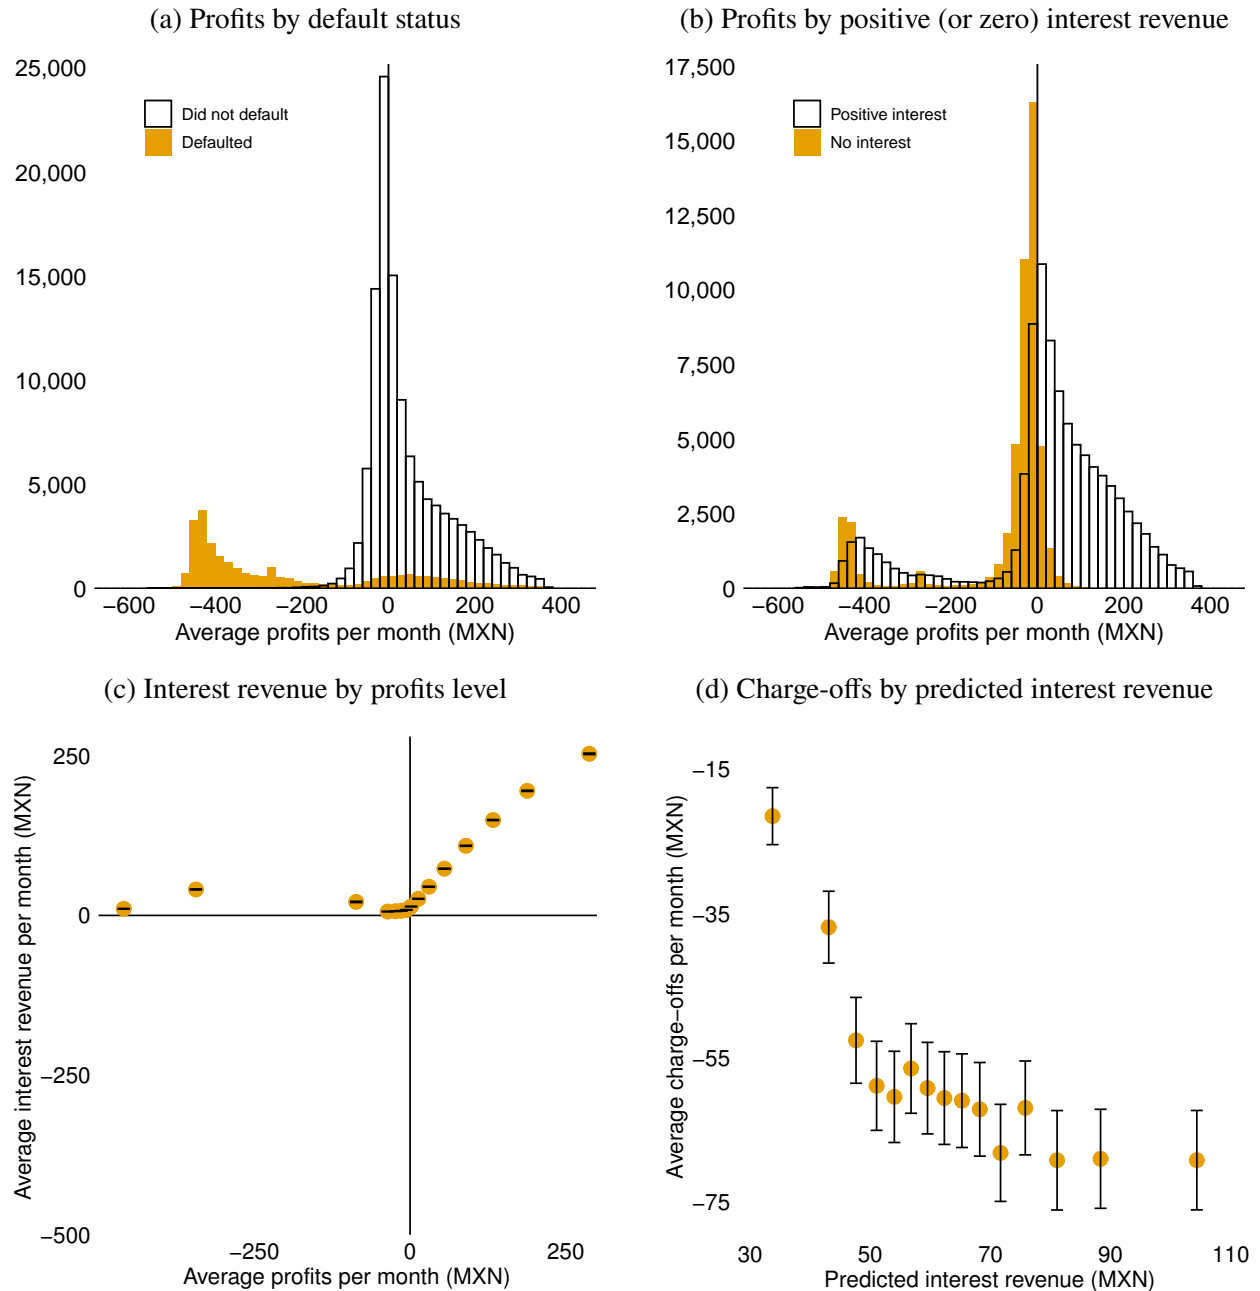 (a) Profits by default status
25,000
20,000
15,000
10,000
5,000
0
Did not default
Defaulted
−600 −400 −200 0 200 400
Average profits per month (MXN)
(b) Profits by positive (or zero) interest revenue
17,500
15,000
12,500
10,000
7,500
5,000
2,500
0
Positive interest
No interest
−600 −400 −200 0 200 400
Average profits per month (MXN)
(c) Interest revenue by profits level
Average interest revenue per month (MXN)
250
0
−250
−500
−250 0 250
Average profits per month (MXN)
(d) Charge-offs by predicted interest revenue
Average charge−offs per month (MXN)
−15
−35
−55
−75
30 50 70 90 110
Predicted interest revenue (MXN)